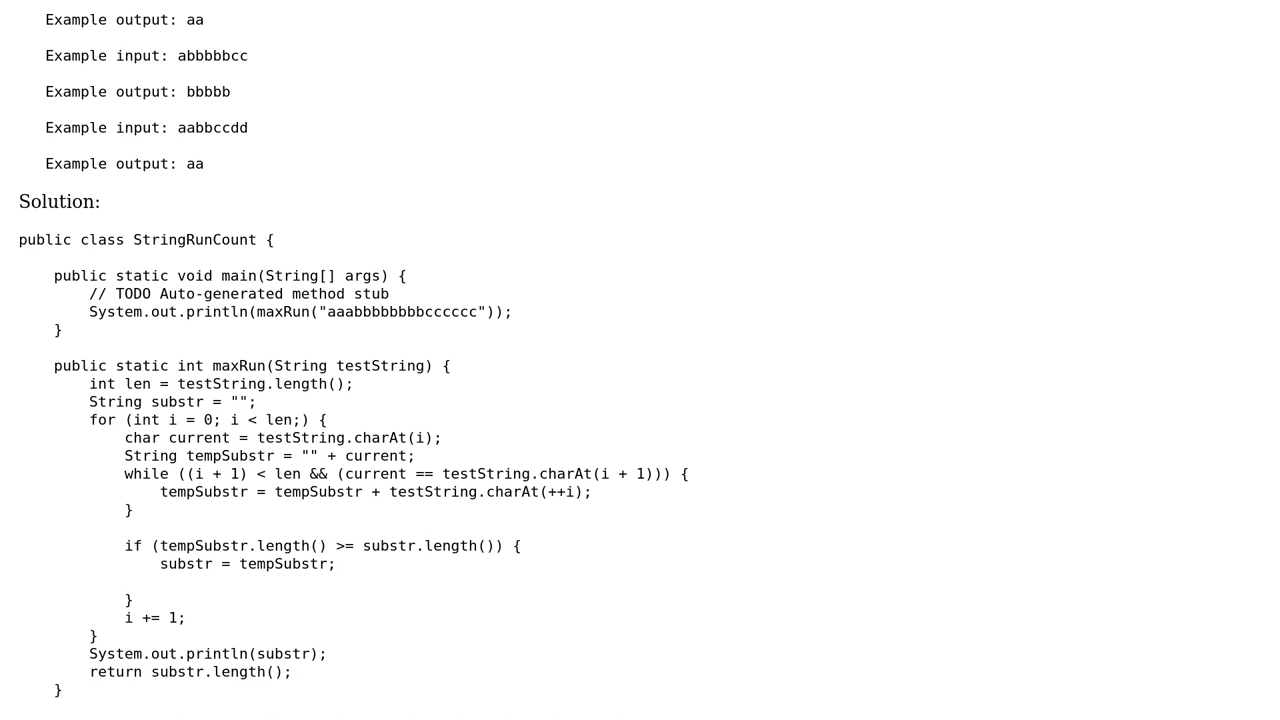 Example output: aa
Example input: abbbbbcc
Example output: bbbbb
Example input: aabbccdd
Example output: aa
Solution:
public class StringRunCount {
    public static void main(String[] args) {
        // TODO Auto-generated method stub
        System.out.println(maxRun("aaabbbbbbbbcccccc"));
    }
    public static int maxRun(String testString) {
        int len = testString.length();
        String substr = "";
        for (int i = 0; i < len;) {
            char current = testString.charAt(i);
            String tempSubstr = "" + current;
            while ((i + 1) < len && (current == testString.charAt(i + 1))) {
                tempSubstr = tempSubstr + testString.charAt(++i);
            }
            if (tempSubstr.length() >= substr.length()) {
                substr = tempSubstr;
            }
            i += 1;
        }
        System.out.println(substr);
        return substr.length();
    }